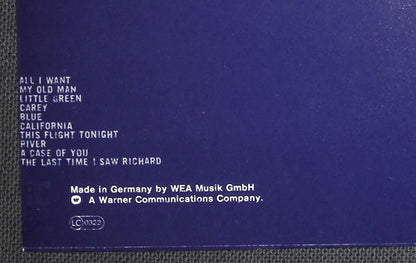 ALL I WANT
MY OLD MAN
LITTLE GREEN
CAREY
BLUE
CALIFORNIA
THIS FLIGHT TONIGHT
RIVER
A CASE OF YOU
THE LAST TIME I SAW RICHARD
Made in Germany by WEA Musik GmbH
A Warner Communications Company.
LC 0322